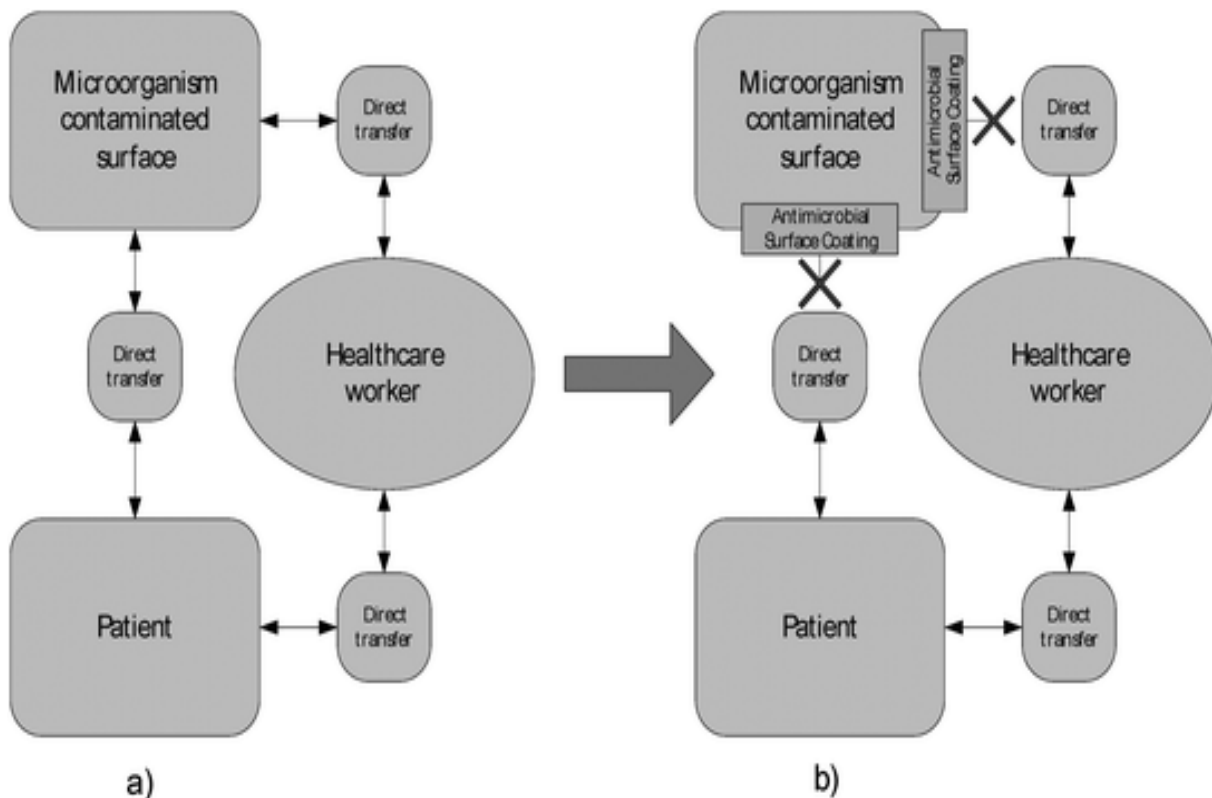 Microorganism
contaminated
surface
Direct
transfer
Direct
transfer
Healthcare
worker
Patient
Direct
transfer
a)
Microorganism
contaminated
surface
Antimicrobial
Surface Coating
Antimicrobial
Surface Coating
Direct
transfer
Direct
transfer
Healthcare
worker
Patient
Direct
transfer
b)